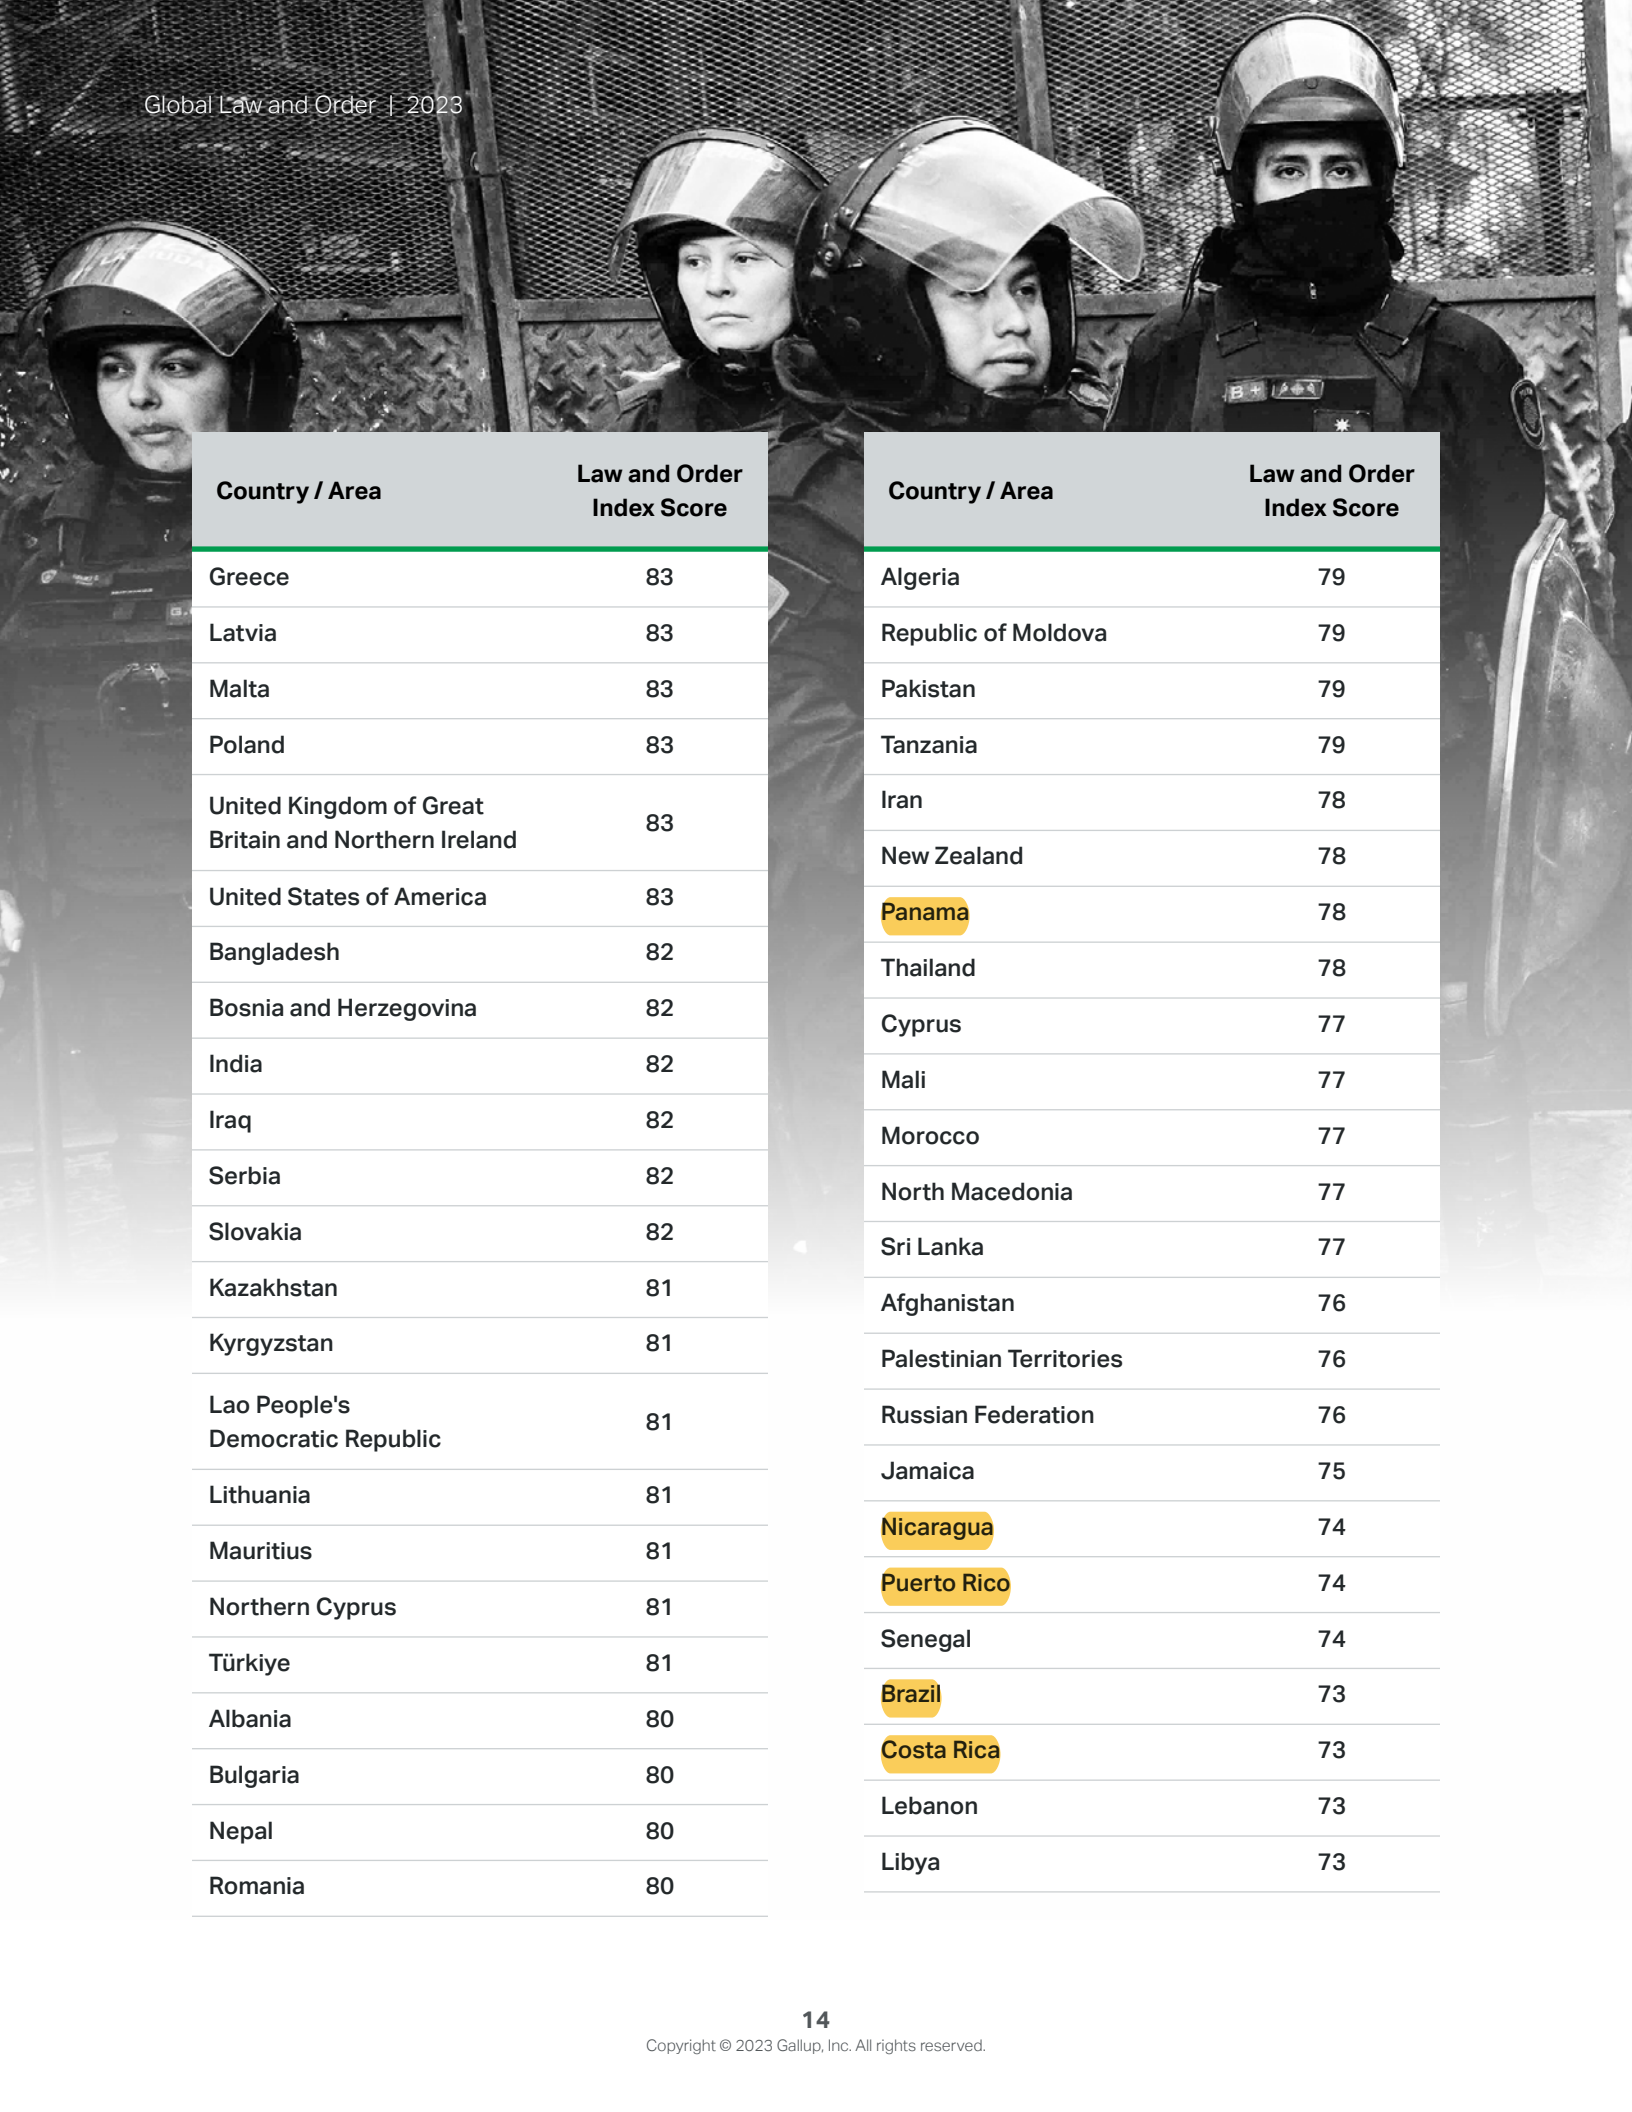 Global Law and Order | 2023
B+
Country / Area
Law and Order
Index Score
Greece 83
Latvia 83
Malta 83
Poland 83
United Kingdom of Great
Britain and Northern Ireland
83
United States of America 83
Bangladesh 82
Bosnia and Herzegovina 82
India 82
Iraq 82
Serbia 82
Slovakia 82
Kazakhstan 81
Kyrgyzstan 81
Lao People's
Democratic Republic
81
Lithuania 81
Mauritius 81
Northern Cyprus 81
Türkiye 81
Albania 80
Bulgaria 80
Nepal 80
Romania 80
Country / Area
Law and Order
Index Score
Algeria 79
Republic of Moldova 79
Pakistan 79
Tanzania 79
Iran 78
New Zealand 78
Panama 78
Thailand 78
Cyprus 77
Mali 77
Morocco 77
North Macedonia 77
Sri Lanka 77
Afghanistan 76
Palestinian Territories 76
Russian Federation 76
Jamaica 75
Nicaragua 74
Puerto Rico 74
Senegal 74
Brazil 73
Costa Rica 73
Lebanon 73
Libya 73
14
Copyright © 2023 Gallup, Inc. All rights reserved.